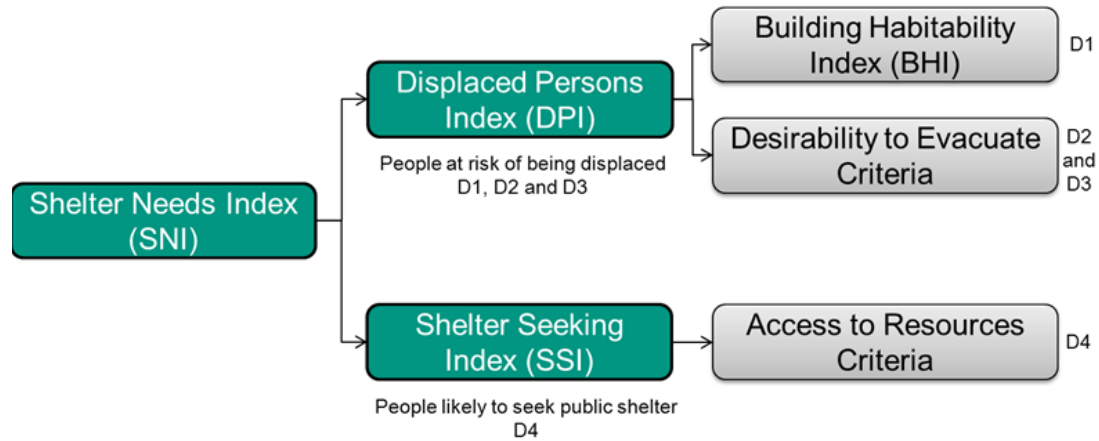 Shelter Needs Index
(SNI)
Displaced Persons
Index (DPI)
People at risk of being displaced
D1, D2 and D3
Building Habitability
Index (BHI)
D1
Desirability to Evacuate
Criteria
D2
and
D3
Shelter Seeking
Index (SSI)
People likely to seek public shelter
D4
Access to Resources
Criteria
D4